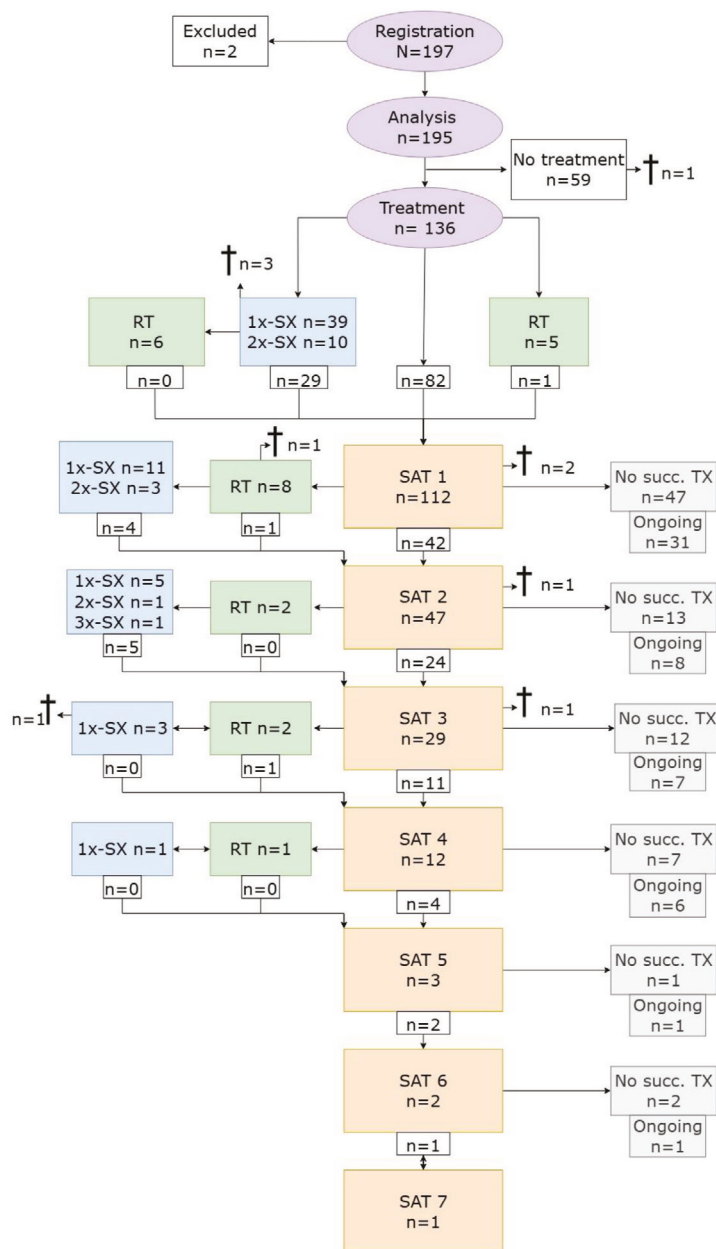 Excluded
n=2
Registration
N=197
Analysis
n=195
No treatment
n=59
n=1
Treatment
n= 136
n=3
RT
n=6
1x-SX n=39
2x-SX n=10
RT
n=5
n=0
n=29
n=82
n=1
1x-SX n=11
2x-SX n=3
n=1
RT n=8
SAT 1
n=112
n=2
No succ. TX
n=47
Ongoing
n=31
n=4
n=1
n=42
1x-SX n=5
2x-SX n=1
3x-SX n=1
RT n=2
SAT 2
n=47
n=1
No succ. TX
n=13
Ongoing
n=8
n=5
n=0
n=24
n=1
1x-SX n=3
RT n=2
SAT 3
n=29
n=1
No succ. TX
n=12
Ongoing
n=7
n=0
n=1
n=11
1x-SX n=1
RT n=1
SAT 4
n=12
No succ. TX
n=7
Ongoing
n=6
n=0
n=0
n=4
SAT 5
n=3
No succ. TX
n=1
Ongoing
n=1
n=2
SAT 6
n=2
No succ. TX
n=2
Ongoing
n=1
n=1
SAT 7
n=1